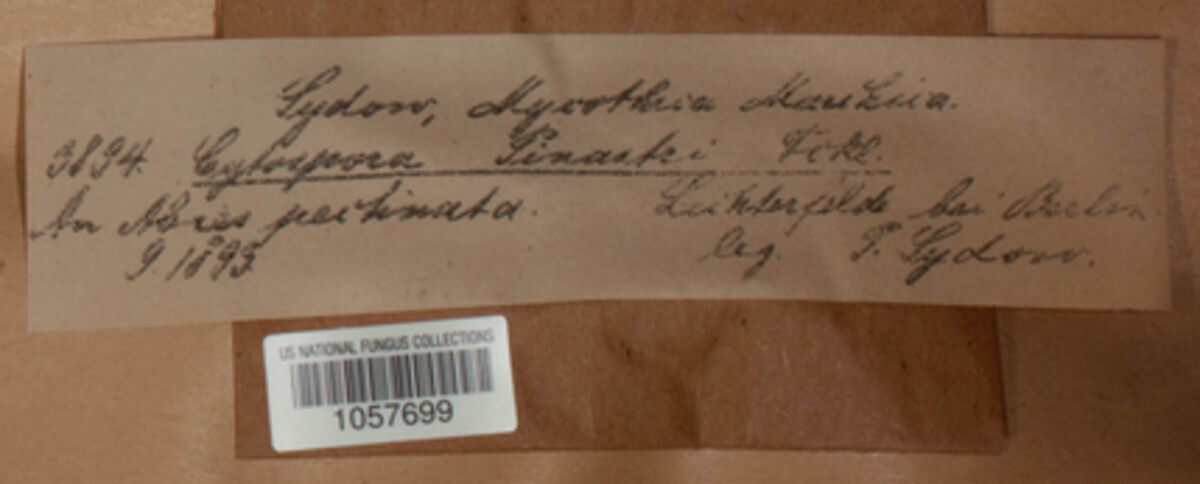 Sydow, Mycotheca Marchica.
3894. Cytospora Pinastri Fckl.
An Abies pectinata. Lichterfelde bei Berlin.
9. 1893 leg. P. Sydow.
US NATIONAL FUNGUS COLLECTIONS
1057699